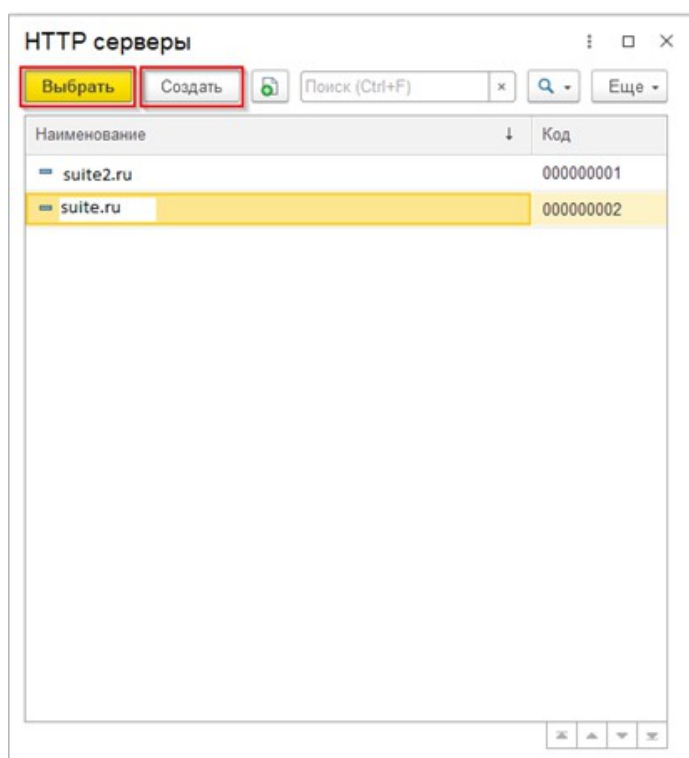 HTTP серверы
Выбрать Создать Поиск (Ctrl+F) × Еще
Наименование ↓ Код
suite2.ru 000000001
suite.ru 000000002